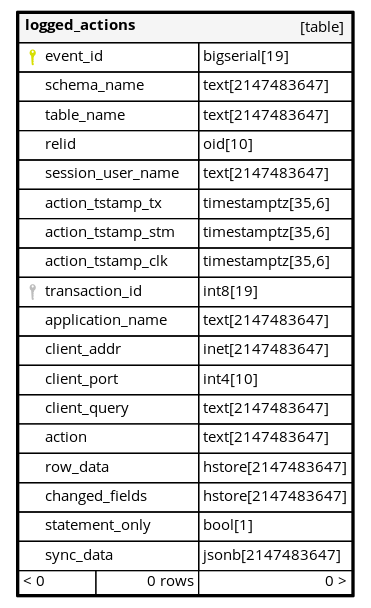 logged_actions [table]
event_id bigserial[19]
schema_name text[2147483647]
table_name text[2147483647]
relid oid[10]
session_user_name text[2147483647]
action_tstamp_tx timestamptz[35,6]
action_tstamp_stm timestamptz[35,6]
action_tstamp_clk timestamptz[35,6]
transaction_id int8[19]
application_name text[2147483647]
client_addr inet[2147483647]
client_port int4[10]
client_query text[2147483647]
action text[2147483647]
row_data hstore[2147483647]
changed_fields hstore[2147483647]
statement_only bool[1]
sync_data jsonb[2147483647]
< 0 0 rows 0 >